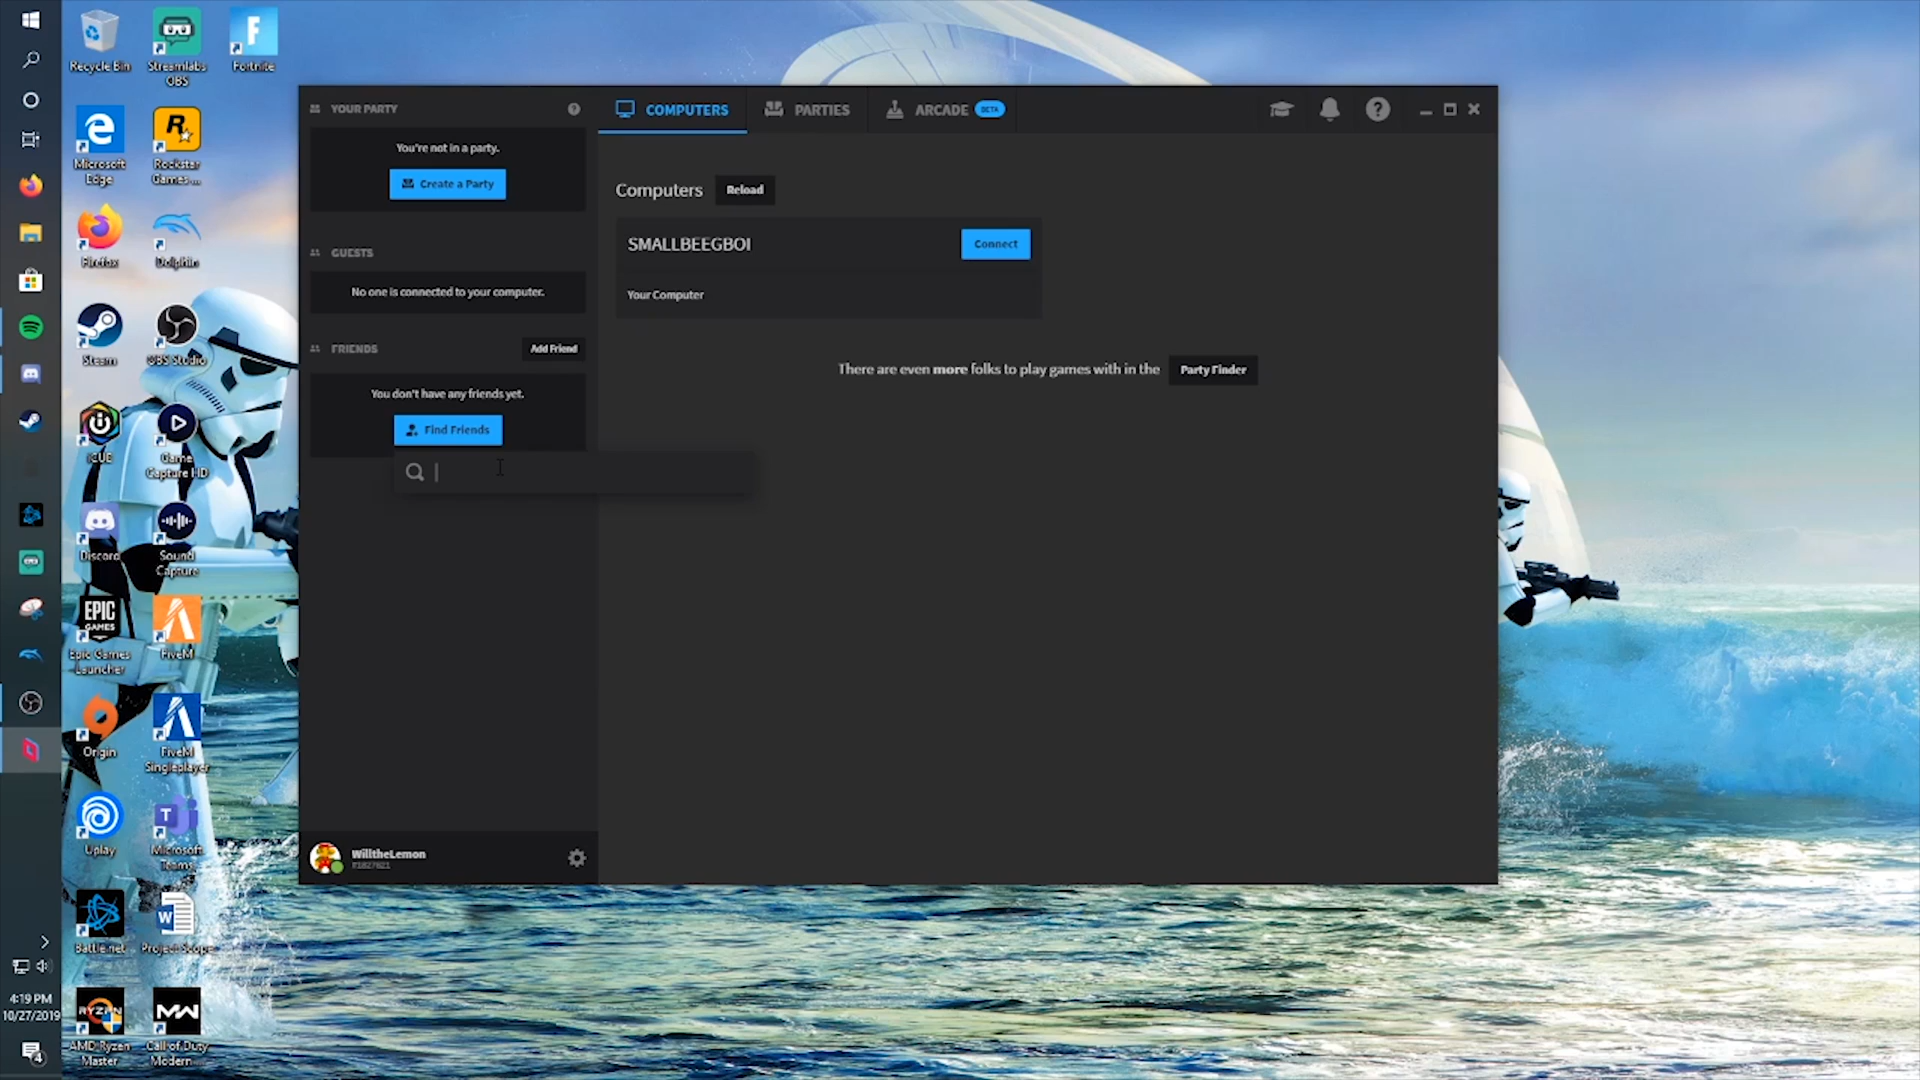 Recycle Bin
Streamlabs
OBS
Fortnite
Microsoft
Edge
Rockstar
Games ...
Firefox
Dolphin
Steam
OBS Studio
iCUE
Game
Capture HD
Discord
Sound
Capture
EPIC
GAMES
Epic Games
Launcher
FiveM
Origin
FiveM
Singleplayer
Uplay
Microsoft
Teams
Battle.net
Project Scope
RYZEN
AMD Ryzen
Master
MW
Call of Duty
Modern ...
4:19 PM
10/27/2019
4
YOUR PARTY
You're not in a party.
Create a Party
GUESTS
No one is connected to your computer.
FRIENDS
Add Friend
You don't have any friends yet.
Find Friends
WilltheLemon
COMPUTERS
PARTIES
ARCADE
BETA
Computers
Reload
SMALLBEEGBOI
Connect
Your Computer
There are even more folks to play games with in the
Party Finder